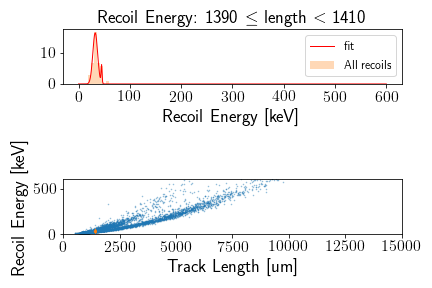 Recoil Energy: 1390 ≤ length < 1410
10
0
fit
All recoils
0 100 200 300 400 500 600
Recoil Energy [keV]
Recoil Energy [keV]
500
0
0 2500 5000 7500 10000 12500 15000
Track Length [um]